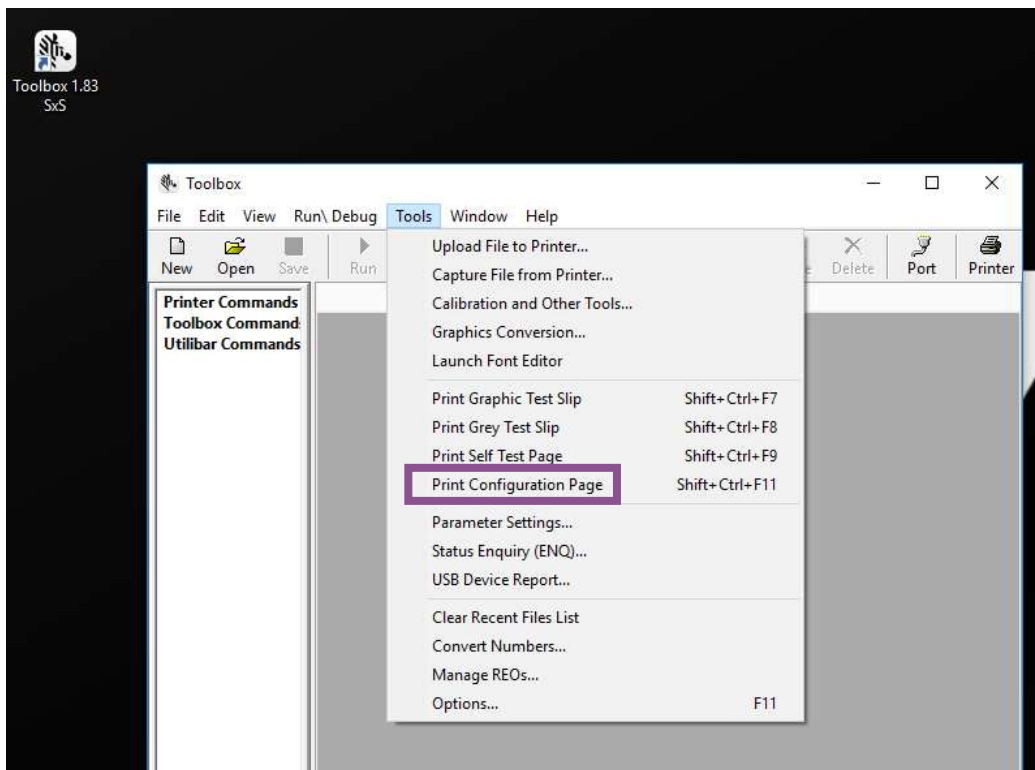 Toolbox 1.83
SxS
Toolbox
File Edit View Run\ Debug Tools Window Help
New Open Save Run Delete Port Printer
Printer Commands
Toolbox Command
Utilibar Commands
Upload File to Printer...
Capture File from Printer...
Calibration and Other Tools...
Graphics Conversion...
Launch Font Editor
Print Graphic Test Slip Shift+Ctrl+F7
Print Grey Test Slip Shift+Ctrl+F8
Print Self Test Page Shift+Ctrl+F9
Print Configuration Page Shift+Ctrl+F11
Parameter Settings...
Status Enquiry (ENQ)...
USB Device Report...
Clear Recent Files List
Convert Numbers...
Manage REOs...
Options... F11